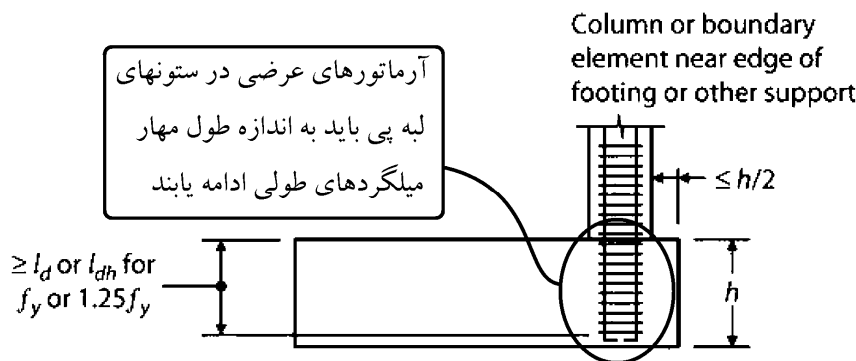 Column or boundary
element near edge of
footing or other support
آرماتورهای عرضی در ستونهای
لبه پی باید به اندازه طول مهار
میلگردهای طولی ادامه یابند
≤ h/2
≥ l_d or l_dh for
f_y or 1.25f_y
h